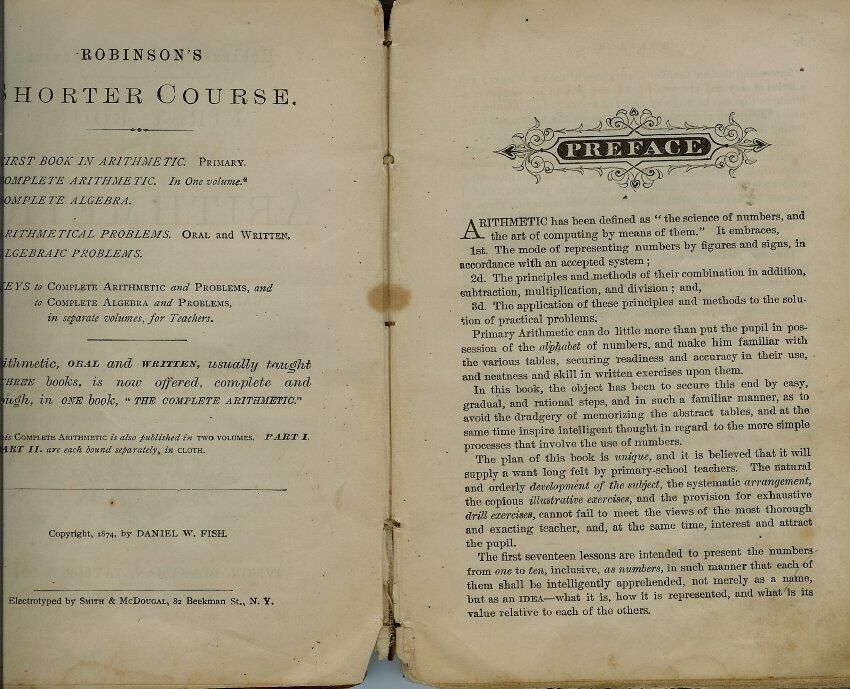 ROBINSON'S
SHORTER COURSE.
FIRST BOOK IN ARITHMETIC. PRIMARY.
COMPLETE ARITHMETIC. In One volume.*
COMPLETE ALGEBRA.
ARITHMETICAL PROBLEMS. ORAL and WRITTEN,
ALGEBRAIC PROBLEMS.
KEYS to COMPLETE ARITHMETIC and PROBLEMS, and
to COMPLETE ALGEBRA and PROBLEMS,
in separate volumes, for Teachers.
ithmetic, ORAL and WRITTEN, usually taught
THREE books, is now offered, complete and
ugh, in ONE book, "THE COMPLETE ARITHMETIC."
is COMPLETE ARITHMETIC is also published in TWO VOLUMES. PART I.
ART II. are each bound separately, in CLOTH.
Copyright, 1874, by DANIEL W. FISH.
Electrotyped by SMITH & McDOUGAL, 82 Beekman St., N. Y.
PREFACE
ARITHMETIC has been defined as "the science of numbers, and
the art of computing by means of them." It embraces,
1st. The mode of representing numbers by figures and signs, in
accordance with an accepted system;
2d. The principles and methods of their combination in addition,
subtraction, multiplication, and division; and,
3d. The application of these principles and methods to the solu-
tion of practical problems.
Primary Arithmetic can do little more than put the pupil in pos-
session of the alphabet of numbers, and make him familiar with
the various tables, securing readiness and accuracy in their use,
and neatness and skill in written exercises upon them.
In this book, the object has been to secure this end by easy,
gradual, and rational steps, and in such a familiar manner, as to
avoid the drudgery of memorizing the abstract tables, and at the
same time inspire intelligent thought in regard to the more simple
processes that involve the use of numbers.
The plan of this book is unique, and it is believed that it will
supply a want long felt by primary-school teachers. The natural
and orderly development of the subject, the systematic arrangement,
the copious illustrative exercises, and the provision for exhaustive
drill exercises, cannot fail to meet the views of the most thorough
and exacting teacher, and, at the same time, interest and attract
the pupil.
The first seventeen lessons are intended to present the numbers
from one to ten, inclusive, as numbers, in such manner that each of
them shall be intelligently apprehended, not merely as a name,
but as an IDEA—what it is, how it is represented, and what is its
value relative to each of the others.